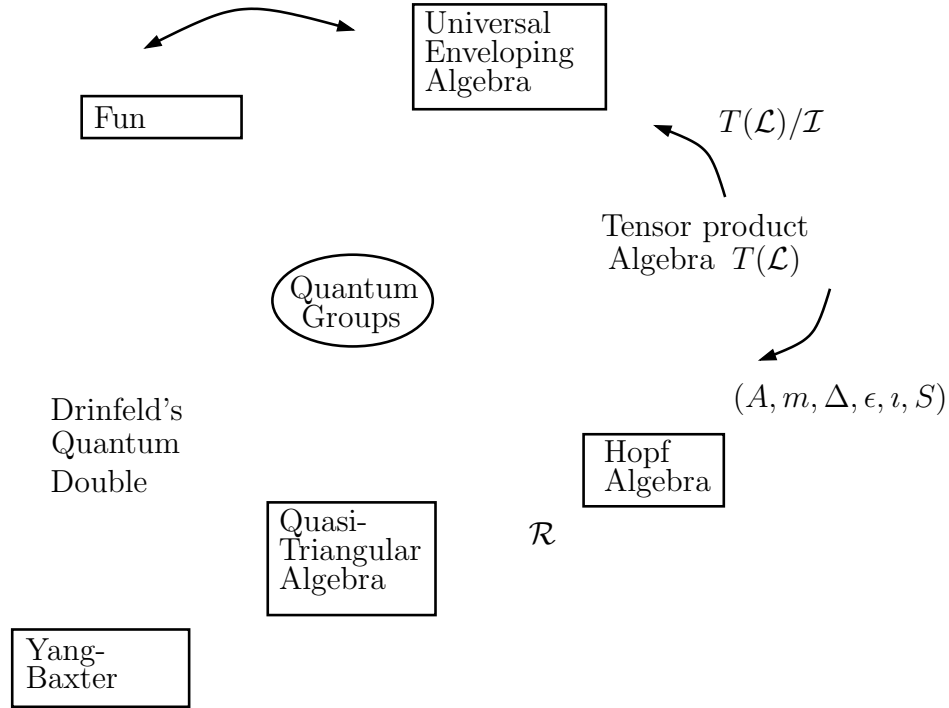 Universal
Enveloping
Algebra
Fun
T(ℒ)/ℐ
Tensor product
Algebra T(ℒ)
Quantum
Groups
(A, m, Δ, ϵ, ı, S)
Drinfeld's
Quantum
Double
Hopf
Algebra
Quasi-
Triangular
Algebra
ℛ
Yang-
Baxter